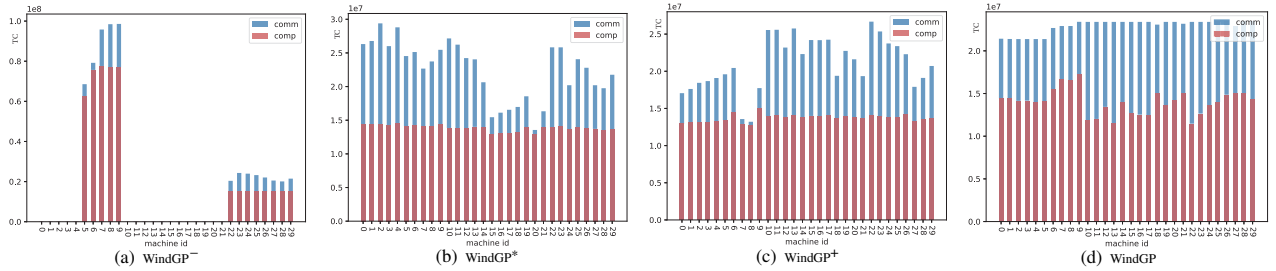 1e8
TC
comm
comp
1.0
0.8
0.6
0.4
0.2
0.0
0 1 2 3 4 5 6 7 8 9 10 11 12 13 14 15 16 17 18 19 20 21 22 23 24 25 26 27 28 29
machine id
(a) WindGP⁻
1e7
TC
comm
comp
3.0
2.5
2.0
1.5
1.0
0.5
0.0
0 1 2 3 4 5 6 7 8 9 10 11 12 13 14 15 16 17 18 19 20 21 22 23 24 25 26 27 28 29
machine id
(b) WindGP*
1e7
TC
comm
comp
2.5
2.0
1.5
1.0
0.5
0.0
0 1 2 3 4 5 6 7 8 9 10 11 12 13 14 15 16 17 18 19 20 21 22 23 24 25 26 27 28 29
machine id
(c) WindGP⁺
1e7
TC
comm
comp
2.0
1.5
1.0
0.5
0.0
0 1 2 3 4 5 6 7 8 9 10 11 12 13 14 15 16 17 18 19 20 21 22 23 24 25 26 27 28 29
machine id
(d) WindGP